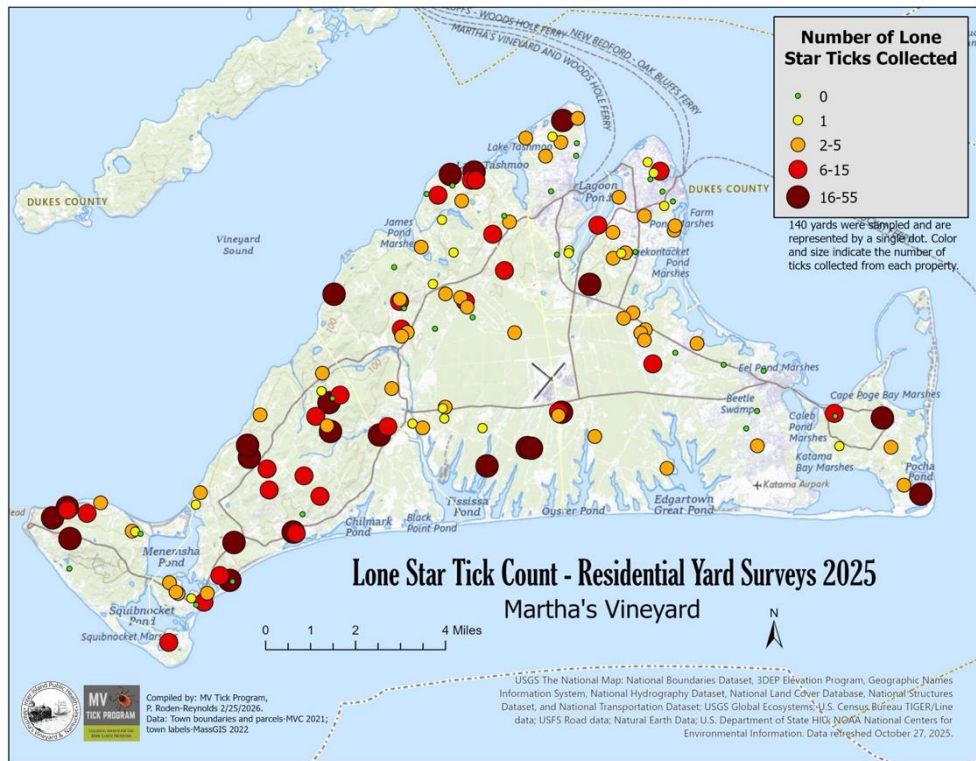 BLUFFS - WOODS HOLE FERRY
NEW BEDFORD - OAK BLUFFS FERRY
MARTHA'S VINEYARD AND WOODS HOLE FERRY
Number of Lone
Star Ticks Collected
0
1
2-5
6-15
16-55
140 yards were sampled and are
represented by a single dot. Color
and size indicate the number of
ticks collected from each property.
DUKES COUNTY
DUKES COUNTY
Vineyard
Sound
Lake Tashmoo
Tashmoo
Lagoon
Pond
James
Pond
Marshes
Farm
Pond Marshes
Pond
Marshes
100
100
Eel Pond Marshes
Beetle
Swamp
Cape Poge Bay Marshes
Caleb
Pond
Marshes
Katama
Bay Marshes
Pocha
Pond
Katama Airpark
Edgartown
Great Pond
Oyster Pond
Tississa
Pond
Black
Point Pond
Chilmark
Pond
Head
Menemsha
Pond
Squibnocket
Pond
Squibnocket Marshes
Lone Star Tick Count - Residential Yard Surveys 2025
Martha's Vineyard
0 1 2 4 Miles
N
MV
TICK PROGRAM
Compiled by: MV Tick Program,
P. Roden-Reynolds 2/25/2026.
Data: Town boundaries and parcels-MVC 2021;
town labels-MassGIS 2022
USGS The National Map: National Boundaries Dataset, 3DEP Elevation Program, Geographic Names
Information System, National Hydrography Dataset, National Land Cover Database, National Structures
Dataset, and National Transportation Dataset; USGS Global Ecosystems; U.S. Census Bureau TIGER/Line
data; USFS Road data; Natural Earth Data; U.S. Department of State HIU; NOAA National Centers for
Environmental Information. Data refreshed October 27, 2025.